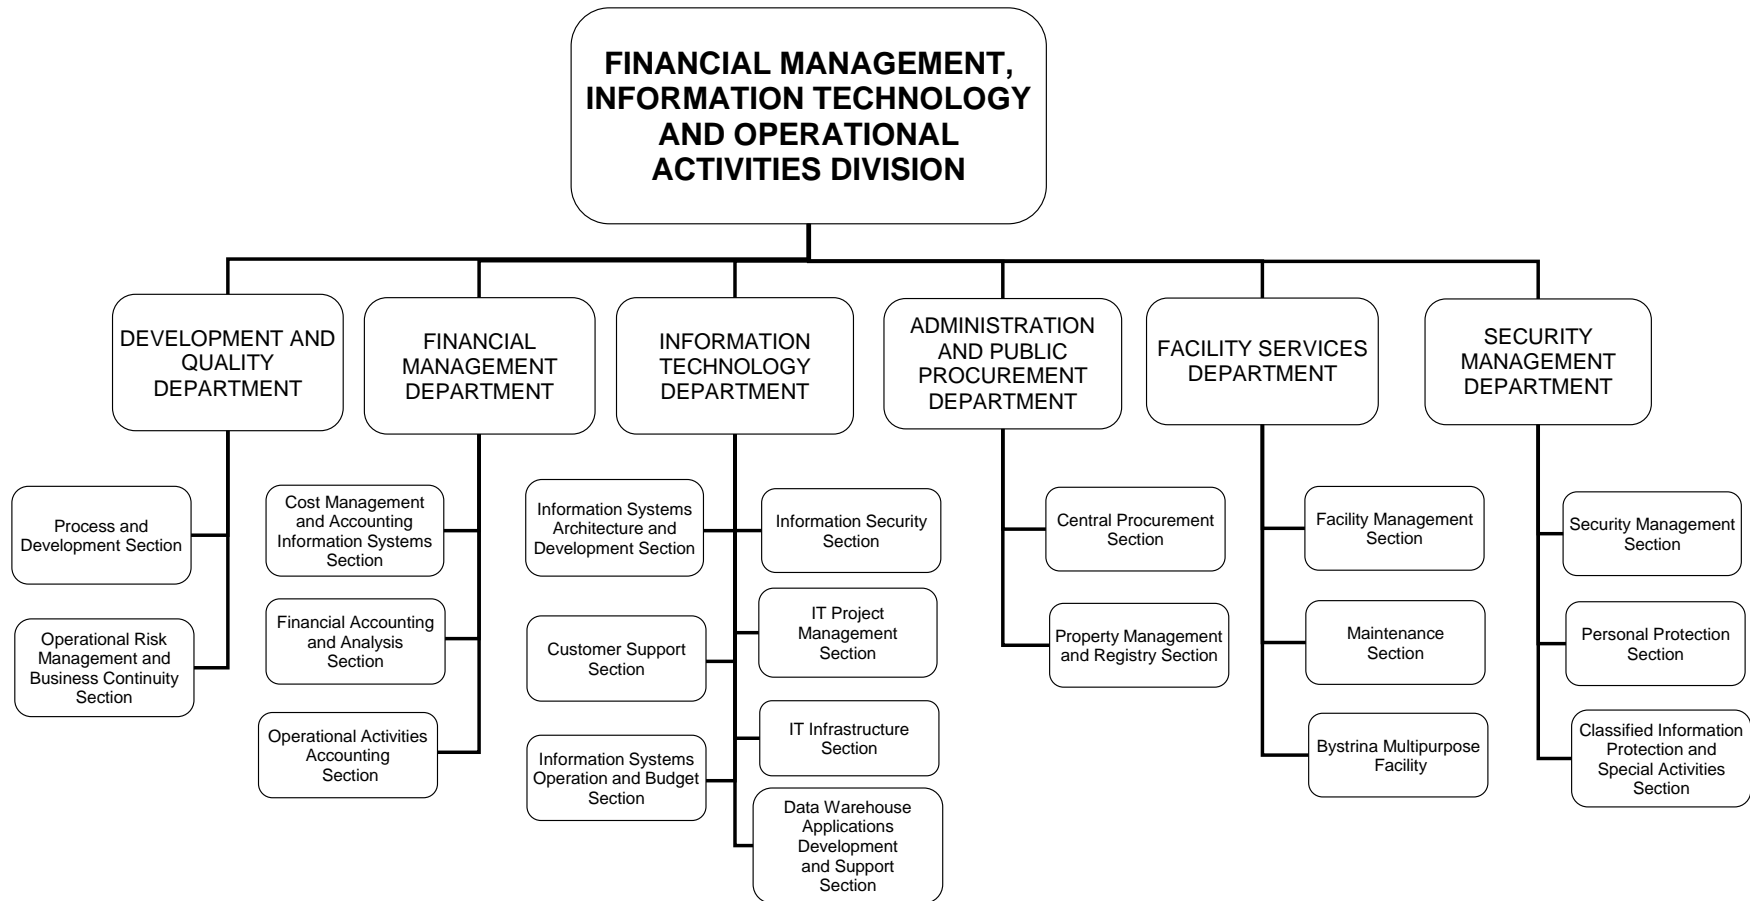 FINANCIAL MANAGEMENT,
INFORMATION TECHNOLOGY
AND OPERATIONAL
ACTIVITIES DIVISION
DEVELOPMENT AND
QUALITY
DEPARTMENT
FINANCIAL
MANAGEMENT
DEPARTMENT
INFORMATION
TECHNOLOGY
DEPARTMENT
ADMINISTRATION
AND PUBLIC
PROCUREMENT
DEPARTMENT
FACILITY SERVICES
DEPARTMENT
SECURITY
MANAGEMENT
DEPARTMENT
Process and
Development Section
Operational Risk
Management and
Business Continuity
Section
Cost Management
and Accounting
Information Systems
Section
Financial Accounting
and Analysis
Section
Operational Activities
Accounting
Section
Information Systems
Architecture and
Development Section
Customer Support
Section
Information Systems
Operation and Budget
Section
Information Security
Section
IT Project
Management
Section
IT Infrastructure
Section
Data Warehouse
Applications
Development
and Support
Section
Central Procurement
Section
Property Management
and Registry Section
Facility Management
Section
Maintenance
Section
Bystrina Multipurpose
Facility
Security Management
Section
Personal Protection
Section
Classified Information
Protection and
Special Activities
Section